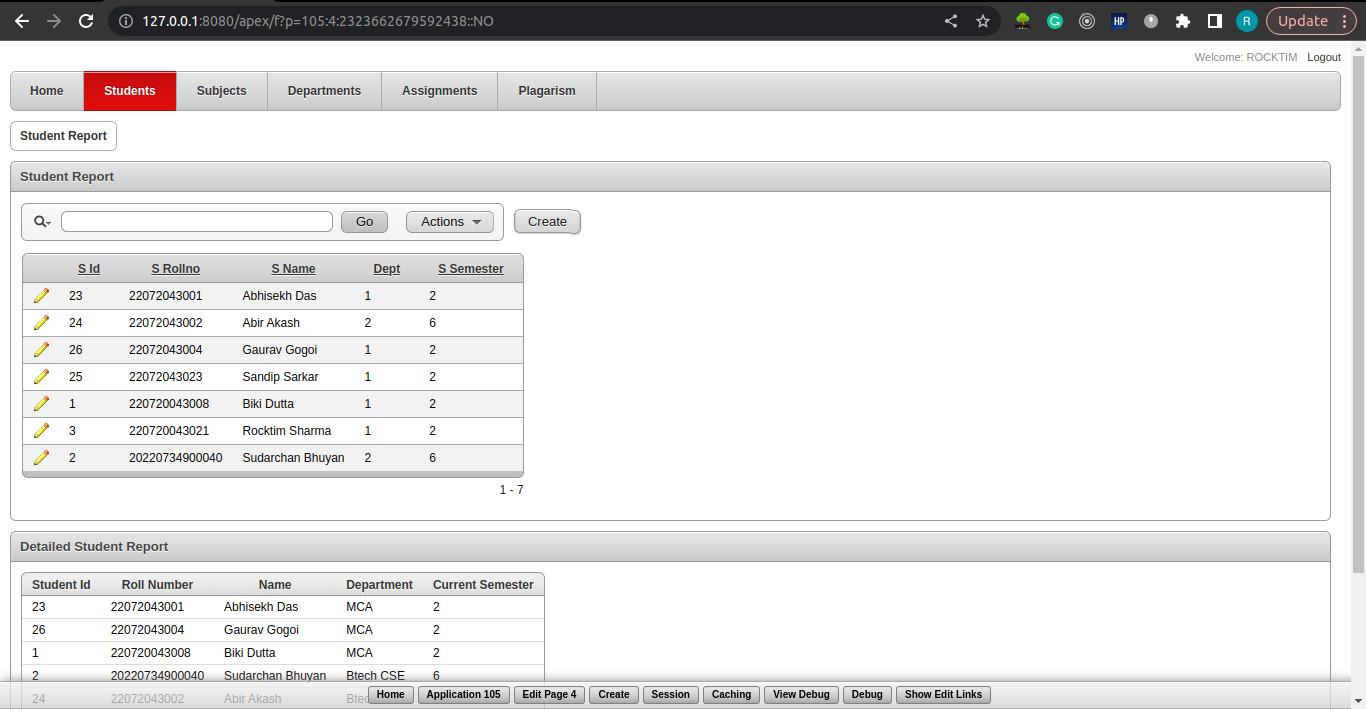 127.0.0.1:8080/apex/f?p=105:4:2323662679592438::NO
HP
R
Update
Welcome: ROCKTIM Logout
Home Students Subjects Departments Assignments Plagarism
Student Report
Student Report
Go Actions Create
S Id S Rollno S Name Dept S Semester
23 22072043001 Abhisekh Das 1 2
24 22072043002 Abir Akash 2 6
26 22072043004 Gaurav Gogoi 1 2
25 22072043023 Sandip Sarkar 1 2
1 220720043008 Biki Dutta 1 2
3 220720043021 Rocktim Sharma 1 2
2 20220734900040 Sudarchan Bhuyan 2 6
1 - 7
Detailed Student Report
Student Id Roll Number Name Department Current Semester
23 22072043001 Abhisekh Das MCA 2
26 22072043004 Gaurav Gogoi MCA 2
1 220720043008 Biki Dutta MCA 2
2 20220734900040 Sudarchan Bhuyan Btech CSE 6
24 22072043002 Abir Akash
Home Application 105 Edit Page 4 Create Session Caching View Debug Debug Show Edit Links